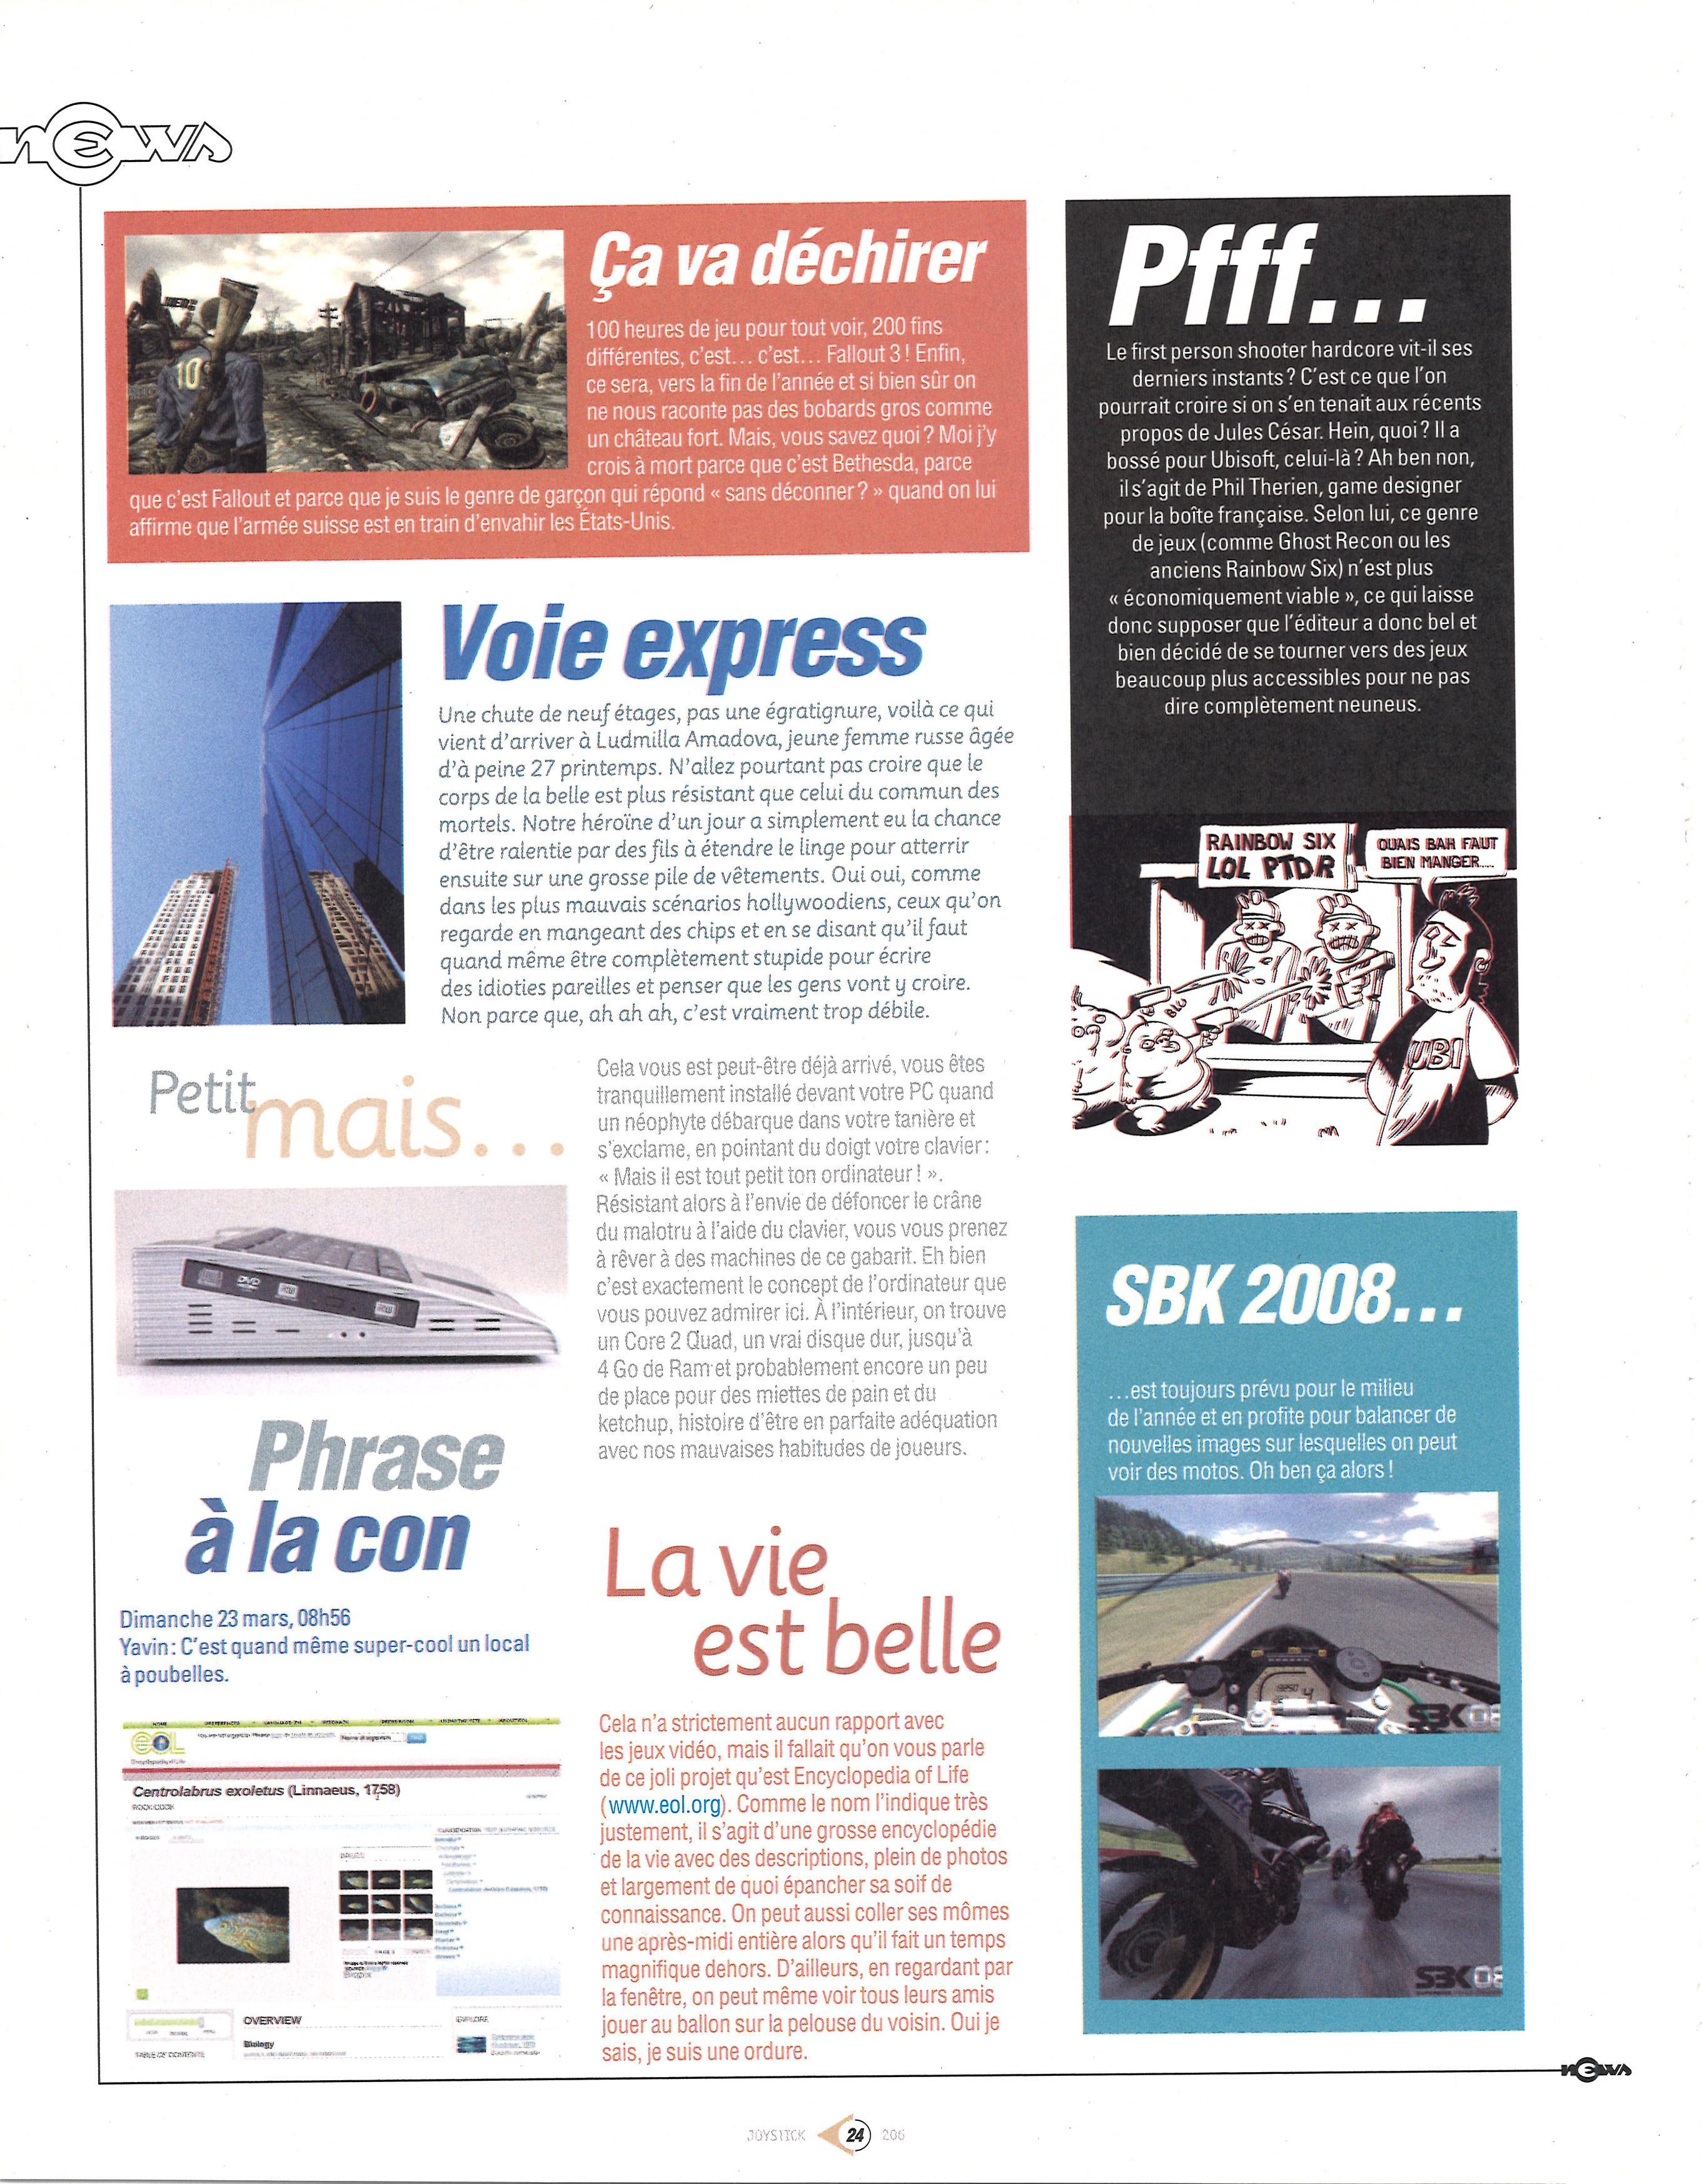 news
Ça va déchirer
100 heures de jeu pour tout voir, 200 fins
différentes, c'est… c'est… Fallout 3 ! Enfin,
ce sera, vers la fin de l'année et si bien sûr on
ne nous raconte pas des bobards gros comme
un château fort. Mais, vous savez quoi ? Moi j'y
crois à mort parce que c'est Bethesda, parce
que c'est Fallout et parce que je suis le genre de garçon qui répond « sans déconner ? » quand on lui
affirme que l'armée suisse est en train d'envahir les États-Unis.
10
Voie express
Une chute de neuf étages, pas une égratignure, voilà ce qui
vient d'arriver à Ludmilla Amadova, jeune femme russe âgée
d'à peine 27 printemps. N'allez pourtant pas croire que le
corps de la belle est plus résistant que celui du commun des
mortels. Notre héroïne d'un jour a simplement eu la chance
d'être ralentie par des fils à étendre le linge pour atterrir
ensuite sur une grosse pile de vêtements. Oui oui, comme
dans les plus mauvais scénarios hollywoodiens, ceux qu'on
regarde en mangeant des chips et en se disant qu'il faut
quand même être complètement stupide pour écrire
des idioties pareilles et penser que les gens vont y croire.
Non parce que, ah ah ah, c'est vraiment trop débile.
Petit
mais...
Cela vous est peut-être déjà arrivé, vous êtes
tranquillement installé devant votre PC quand
un néophyte débarque dans votre tanière et
s'exclame, en pointant du doigt votre clavier :
« Mais il est tout petit ton ordinateur ! ».
Résistant alors à l'envie de défoncer le crâne
du malotru à l'aide du clavier, vous vous prenez
à rêver à des machines de ce gabarit. Eh bien
c'est exactement le concept de l'ordinateur que
vous pouvez admirer ici. À l'intérieur, on trouve
un Core 2 Quad, un vrai disque dur, jusqu'à
4 Go de Ram et probablement encore un peu
de place pour des miettes de pain et du
ketchup, histoire d'être en parfaite adéquation
avec nos mauvaises habitudes de joueurs.
DVD
RW
RW
Phrase
à la con
Dimanche 23 mars, 08h56
Yavin : C'est quand même super-cool un local
à poubelles.
HOME
EOL
Centrolabrus exoletus (Linnaeus, 1758)
ROCK COOK
IMAGES
OVERVIEW
Biology
EXPLORE
TABLE OF CONTENTS
La vie
est belle
Cela n'a strictement aucun rapport avec
les jeux vidéo, mais il fallait qu'on vous parle
de ce joli projet qu'est Encyclopedia of Life
(www.eol.org). Comme le nom l'indique très
justement, il s'agit d'une grosse encyclopédie
de la vie avec des descriptions, plein de photos
et largement de quoi épancher sa soif de
connaissance. On peut aussi coller ses mômes
une après-midi entière alors qu'il fait un temps
magnifique dehors. D'ailleurs, en regardant par
la fenêtre, on peut même voir tous leurs amis
jouer au ballon sur la pelouse du voisin. Oui je
sais, je suis une ordure.
Pfff...
Le first person shooter hardcore vit-il ses
derniers instants ? C'est ce que l'on
pourrait croire si on s'en tenait aux récents
propos de Jules César. Hein, quoi ? Il a
bossé pour Ubisoft, celui-là ? Ah ben non,
il s'agit de Phil Therien, game designer
pour la boîte française. Selon lui, ce genre
de jeux (comme Ghost Recon ou les
anciens Rainbow Six) n'est plus
« économiquement viable », ce qui laisse
donc supposer que l'éditeur a donc bel et
bien décidé de se tourner vers des jeux
beaucoup plus accessibles pour ne pas
dire complètement neuneus.
RAINBOW SIX
LOL PTDR
OUAIS BAH FAUT
BIEN MANGER....
UBI
SBK 2008...
…est toujours prévu pour le milieu
de l'année et en profite pour balancer de
nouvelles images sur lesquelles on peut
voir des motos. Oh ben ça alors !
SBK 08
SBK 08
news
JOYSTICK 24 206